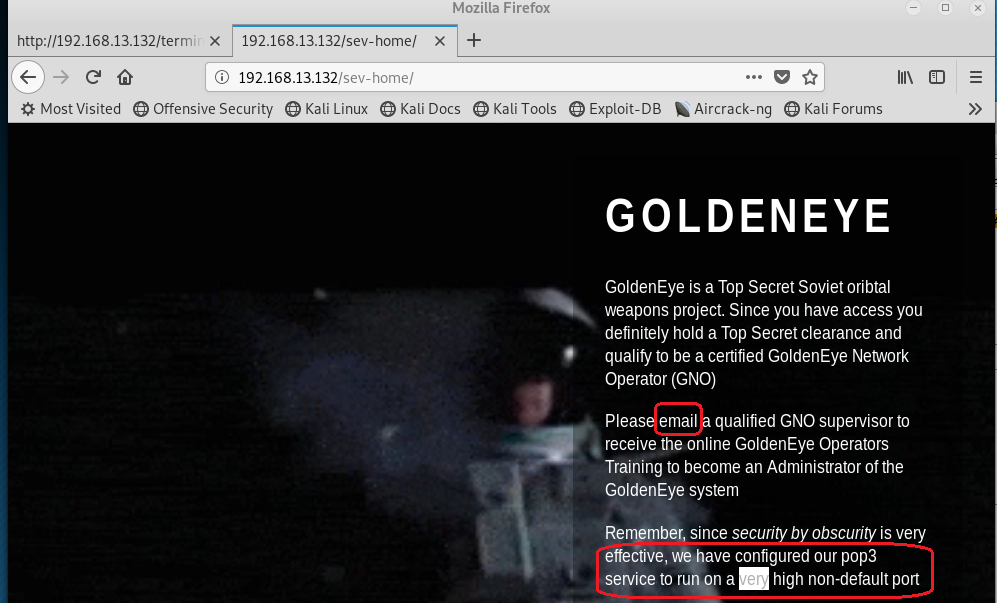 Mozilla Firefox
http://192.168.13.132/termin
192.168.13.132/sev-home/
192.168.13.132/sev-home/
Most Visited Offensive Security Kali Linux Kali Docs Kali Tools Exploit-DB Aircrack-ng Kali Forums
GOLDENEYE
GoldenEye is a Top Secret Soviet oribtal
weapons project. Since you have access you
definitely hold a Top Secret clearance and
qualify to be a certified GoldenEye Network
Operator (GNO)
Please email a qualified GNO supervisor to
receive the online GoldenEye Operators
Training to become an Administrator of the
GoldenEye system
Remember, since security by obscurity is very
effective, we have configured our pop3
service to run on a very high non-default port